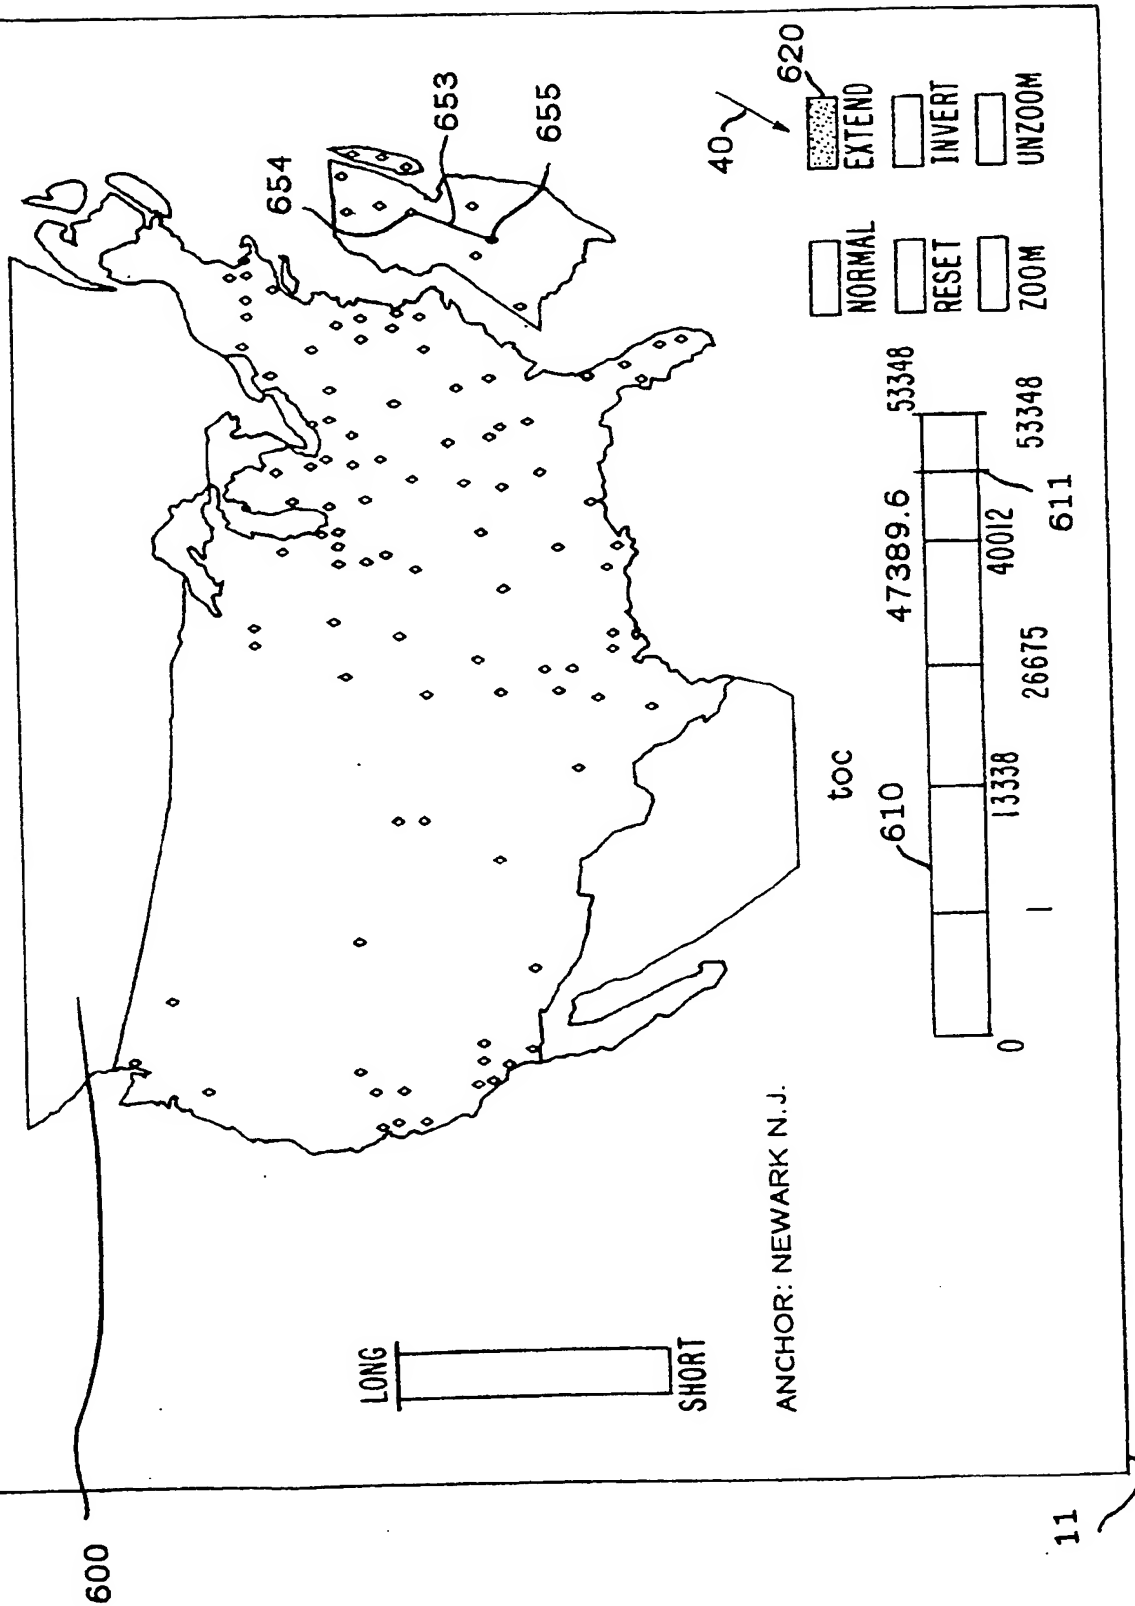 600
LONG
SHORT
ANCHOR: NEWARK N.J.
654
653
655
toc
610
47389.6
53348
0
1
13338
26675
40012
53348
611
40
620
NORMAL
EXTEND
RESET
INVERT
ZOOM
UNZOOM
11